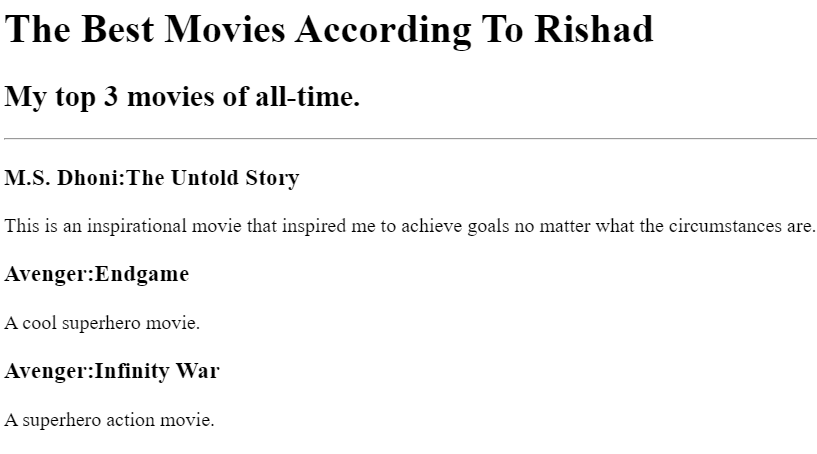 The Best Movies According To Rishad
My top 3 movies of all-time.
M.S. Dhoni:The Untold Story
This is an inspirational movie that inspired me to achieve goals no matter what the circumstances are.
Avenger:Endgame
A cool superhero movie.
Avenger:Infinity War
A superhero action movie.